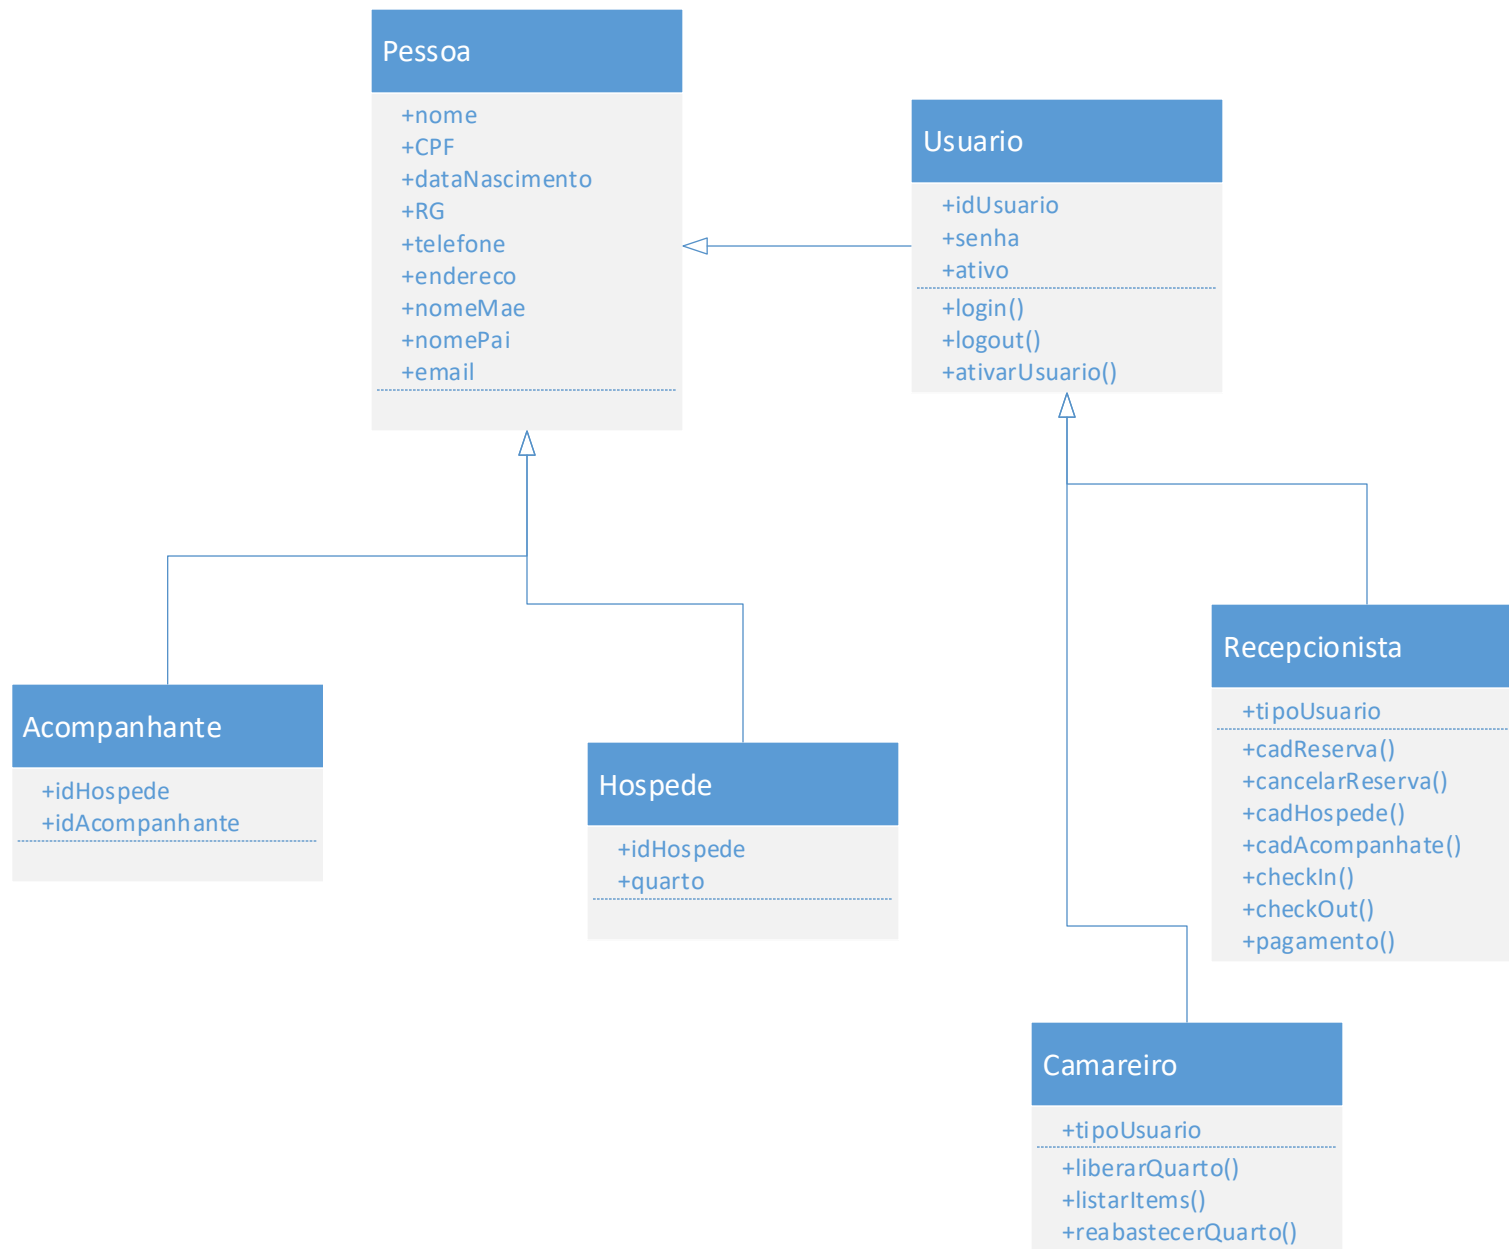 Pessoa
+nome
+CPF
+dataNascimento
+RG
+telefone
+endereco
+nomeMae
+nomePai
+email
Usuario
+idUsuario
+senha
+ativo
+login()
+logout()
+ativarUsuario()
Acompanhante
+idHospede
+idAcompanhante
Hospede
+idHospede
+quarto
Recepcionista
+tipoUsuario
+cadReserva()
+cancelarReserva()
+cadHospede()
+cadAcompanhate()
+checkIn()
+checkOut()
+pagamento()
Camareiro
+tipoUsuario
+liberarQuarto()
+listarItems()
+reabastecerQuarto()